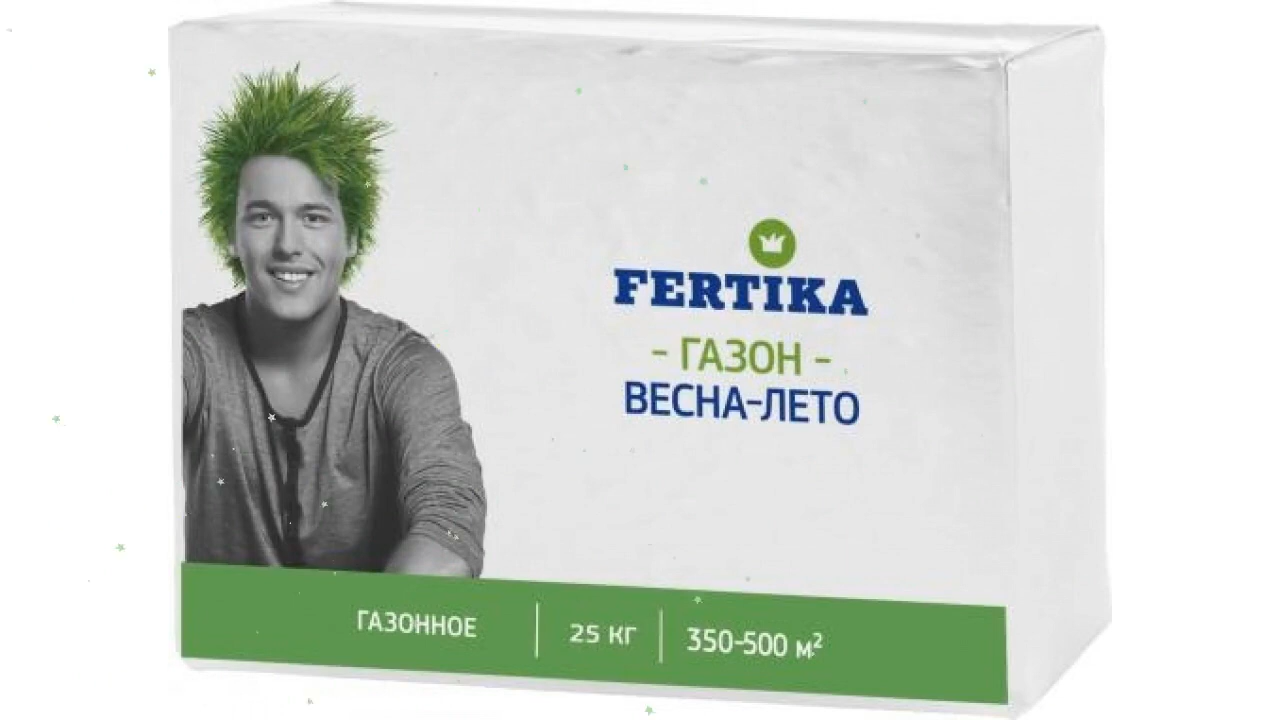 FERTIKA
- ГАЗОН -
ВЕСНА-ЛЕТО
ГАЗОННОЕ
25 КГ
350-500 м²